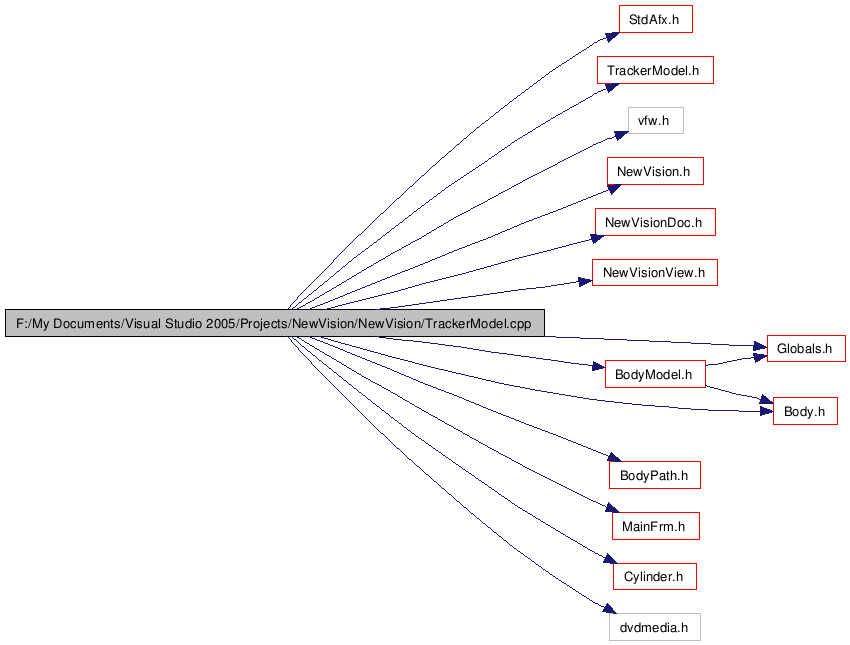 StdAfx.h
TrackerModel.h
vfw.h
NewVision.h
NewVisionDoc.h
NewVisionView.h
F:/My Documents/Visual Studio 2005/Projects/NewVision/NewVision/TrackerModel.cpp
Globals.h
BodyModel.h
Body.h
BodyPath.h
MainFrm.h
Cylinder.h
dvdmedia.h